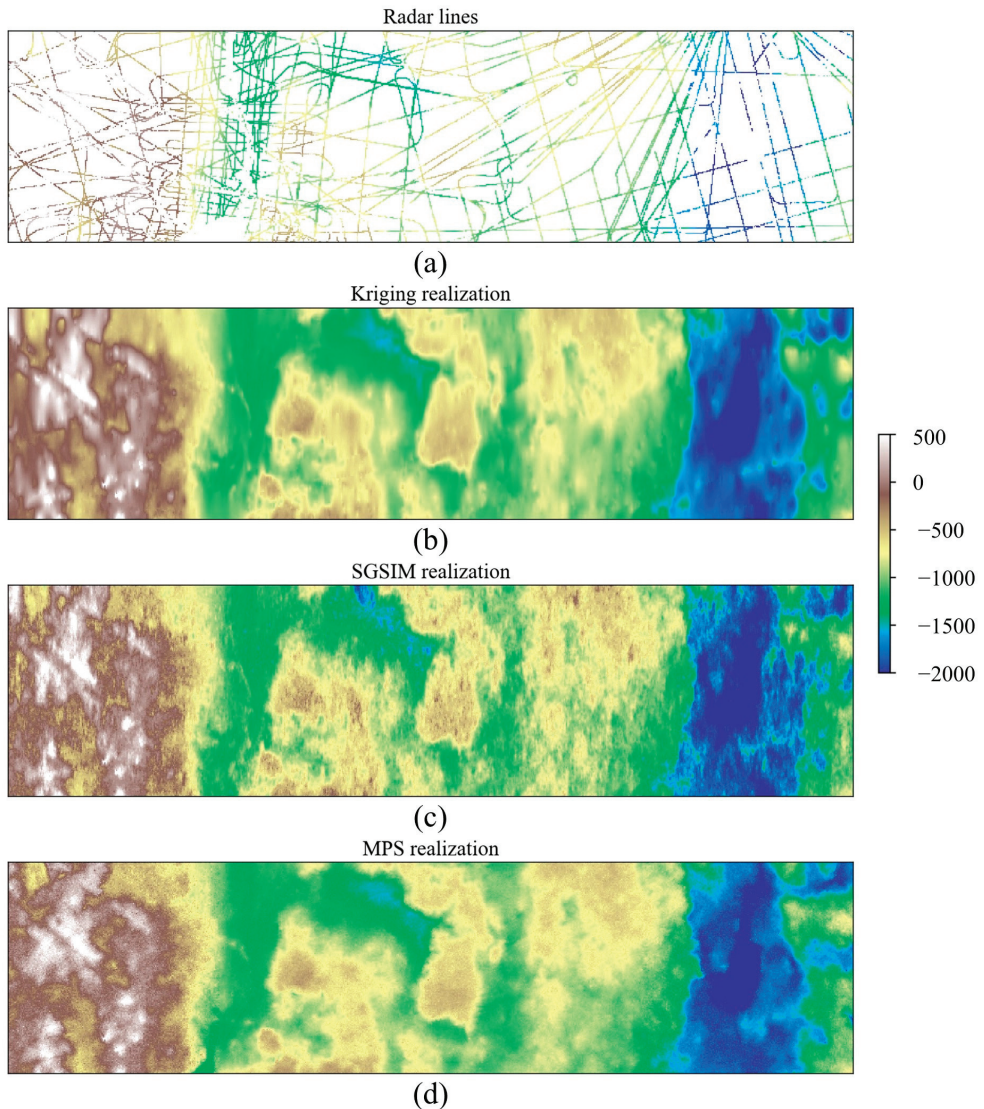 Radar lines
(a)
Kriging realization
(b)
SGSIM realization
(c)
MPS realization
(d)
500
0
−500
−1000
−1500
−2000